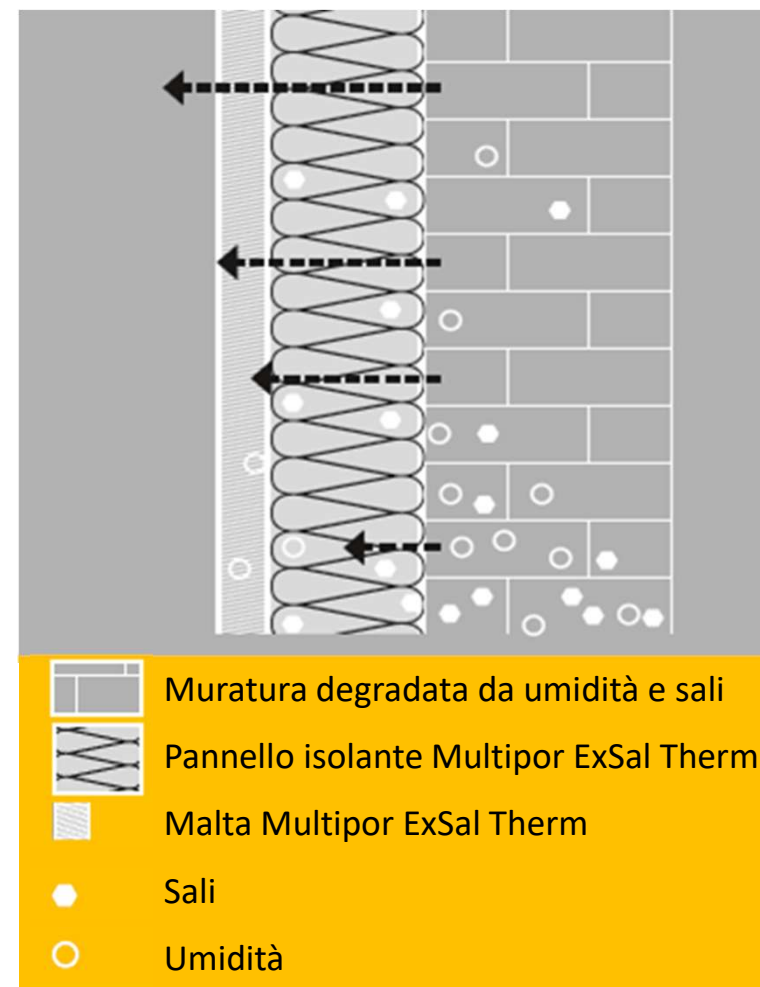 Muratura degradata da umidità e sali
Pannello isolante Multipor ExSal Therm
Malta Multipor ExSal Therm
Sali
Umidità